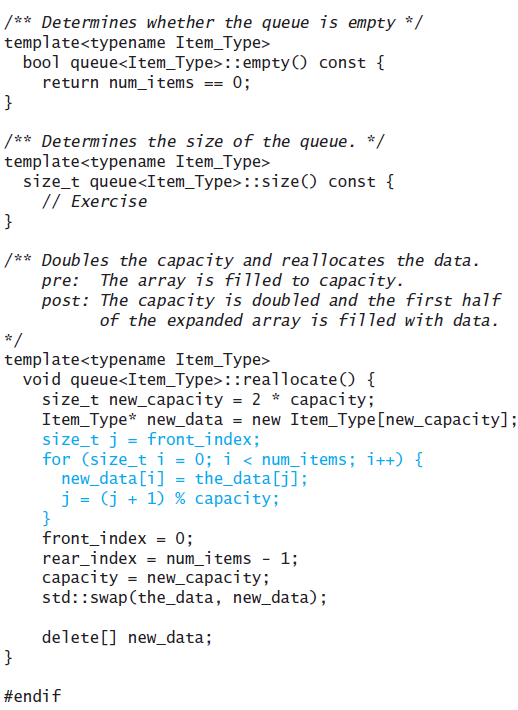 /** Determines whether the queue is empty */
template<typename Item_Type>
  bool queue<Item_Type>::empty() const {
    return num_items == 0;
}

/** Determines the size of the queue. */
template<typename Item_Type>
  size_t queue<Item_Type>::size() const {
    // Exercise
}

/** Doubles the capacity and reallocates the data.
    pre:  The array is filled to capacity.
    post: The capacity is doubled and the first half
          of the expanded array is filled with data.
*/
template<typename Item_Type>
  void queue<Item_Type>::reallocate() {
    size_t new_capacity = 2 * capacity;
    Item_Type* new_data = new Item_Type[new_capacity];
    size_t j = front_index;
    for (size_t i = 0; i < num_items; i++) {
      new_data[i] = the_data[j];
      j = (j + 1) % capacity;
    }
    front_index = 0;
    rear_index = num_items - 1;
    capacity = new_capacity;
    std::swap(the_data, new_data);

    delete[] new_data;
}

#endif